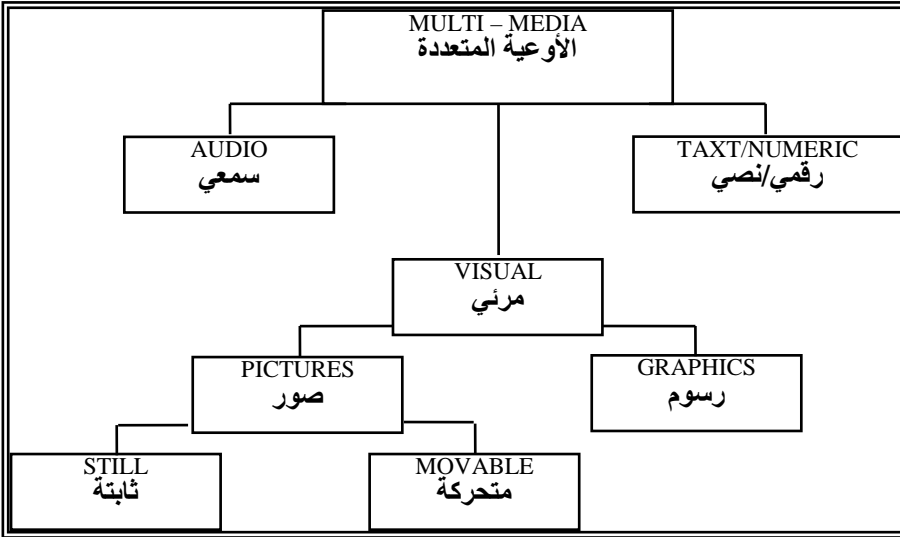 MULTI – MEDIA
الأوعية المتعددة
AUDIO
سمعي
TAXT/NUMERIC
رقمي/نصي
VISUAL
مرئي
PICTURES
صور
GRAPHICS
رسوم
STILL
ثابتة
MOVABLE
متحركة